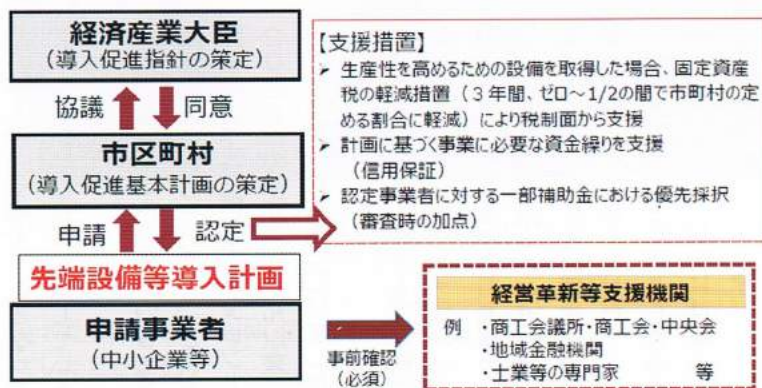 経済産業大臣
（導入促進指針の策定）
協議
同意
市区町村
（導入促進基本計画の策定）
申請
認定
先端設備等導入計画
申請事業者
（中小企業等）
【支援措置】
➢ 生産性を高めるための設備を取得した場合、固定資産
税の軽減措置（３年間、ゼロ～1/2の間で市町村の定
める割合に軽減）により税制面から支援
➢ 計画に基づく事業に必要な資金繰りを支援
（信用保証）
➢ 認定事業者に対する一部補助金における優先採択
（審査時の加点）
事前確認
（必須）
経営革新等支援機関
例 ・商工会議所・商工会・中央会
・地域金融機関
・士業等の専門家 等